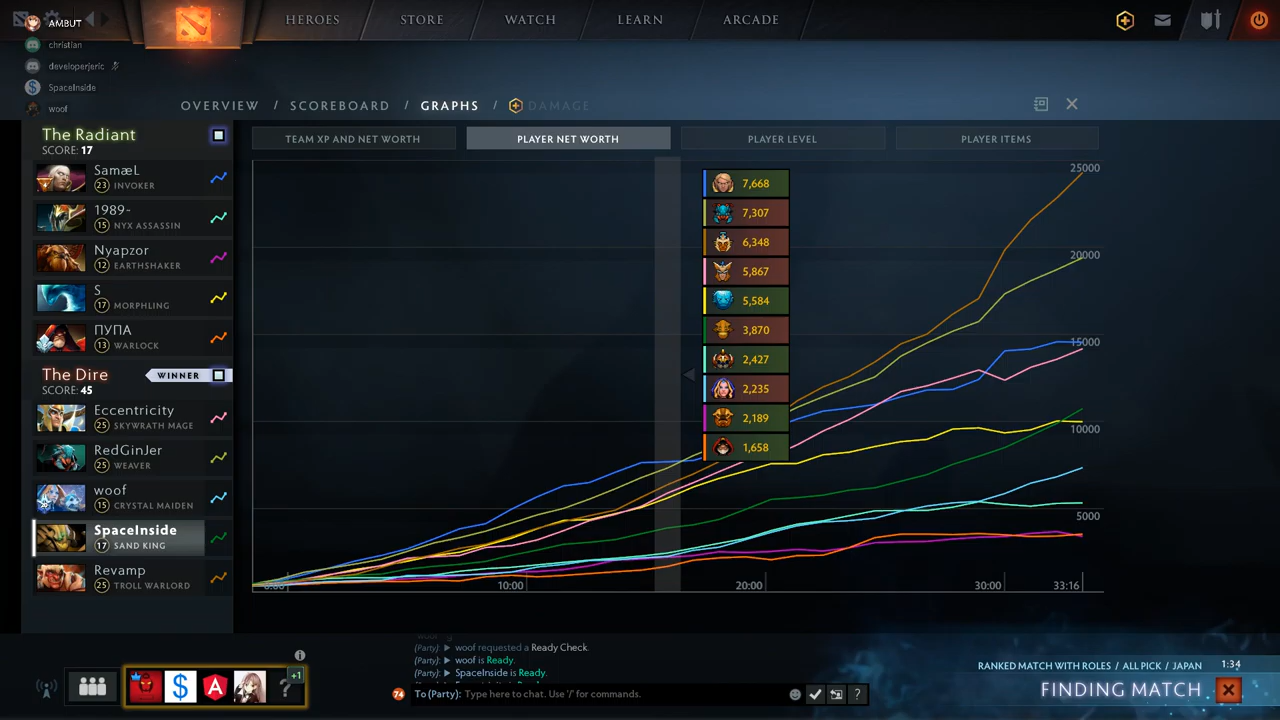 AMBUT
HEROES
STORE
WATCH
LEARN
ARCADE
christian
developerjeric
SpaceInside
woof
OVERVIEW / SCOREBOARD / GRAPHS / DAMAGE
The Radiant
SCORE: 17
TEAM XP AND NET WORTH
PLAYER NET WORTH
PLAYER LEVEL
PLAYER ITEMS
SamæL
23 INVOKER
1989-
15 NYX ASSASSIN
Nyapzor
12 EARTHSHAKER
S
17 MORPHLING
ПУПА
13 WARLOCK
The Dire
WINNER
SCORE: 45
Eccentricity
25 SKYWRATH MAGE
RedGinJer
25 WEAVER
woof
15 CRYSTAL MAIDEN
SpaceInside
17 SAND KING
Revamp
25 TROLL WARLORD
7,668
7,307
6,348
5,867
5,584
3,870
2,427
2,235
2,189
1,658
25000
20000
15000
10000
5000
0:00
10:00
20:00
30:00
33:16
(Party) woof requested a Ready Check.
(Party) woof is Ready.
(Party) SpaceInside is Ready.
74 To (Party): Type here to chat. Use '/' for commands.
?
+1
RANKED MATCH WITH ROLES / ALL PICK / JAPAN 1:34
FINDING MATCH